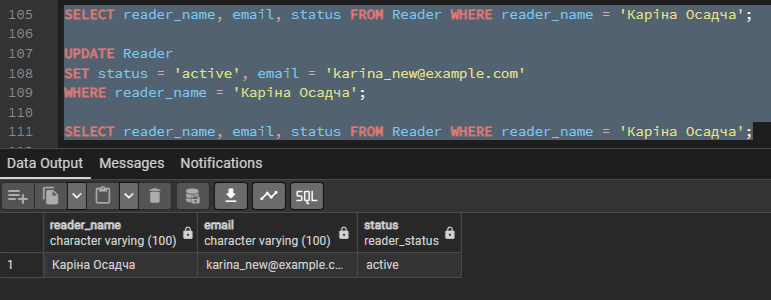 105 SELECT reader_name, email, status FROM Reader WHERE reader_name = 'Каріна Осадча';
106
107 UPDATE Reader
108 SET status = 'active', email = 'karina_new@example.com'
109 WHERE reader_name = 'Каріна Осадча';
110
111 SELECT reader_name, email, status FROM Reader WHERE reader_name = 'Каріна Осадча';
Data Output Messages Notifications
SQL
reader_name email status
character varying (100) character varying (100) reader_status
1 Каріна Осадча karina_new@example.c... active